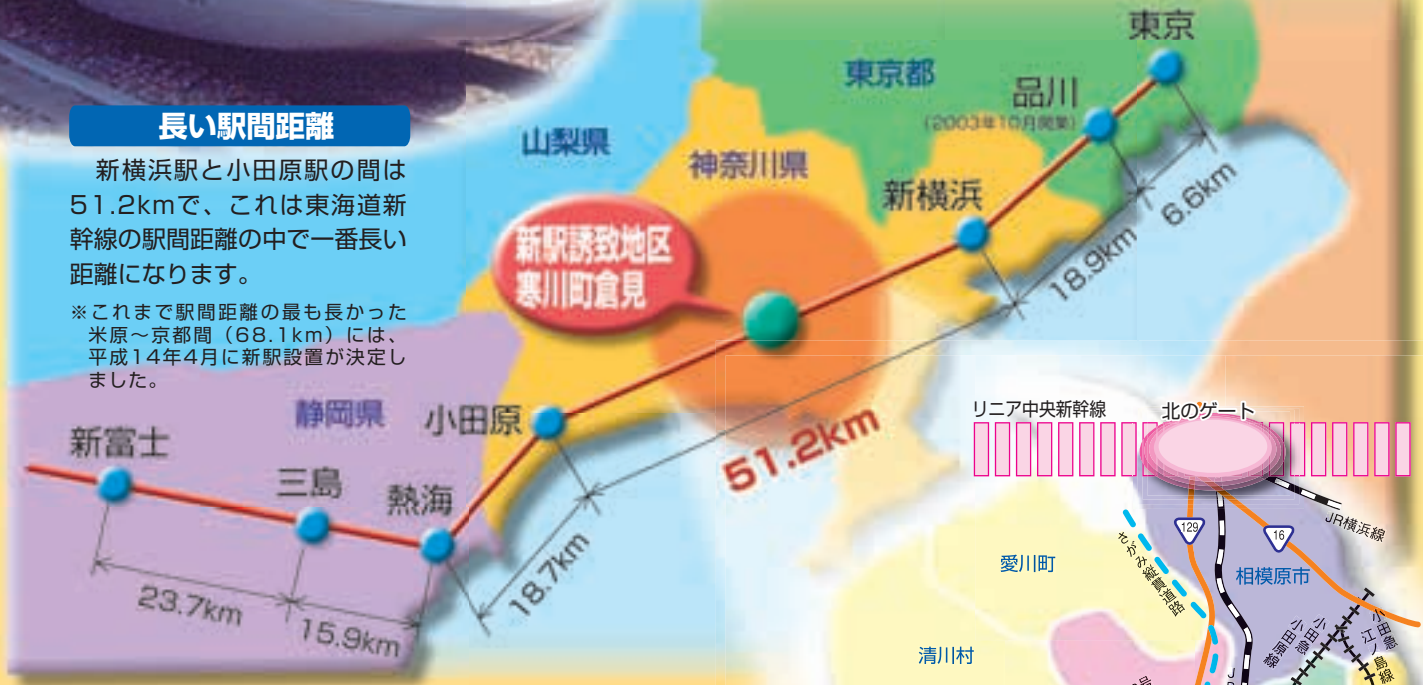 長い駅間距離
新横浜駅と小田原駅の間は
51.2kmで、これは東海道新
幹線の駅間距離の中で一番長い
距離になります。
※これまで駅間距離の最も長かった
米原～京都間（68.1km）には、
平成14年4月に新駅設置が決定し
ました。
東京
東京都
品川
（2003年10月開業）
山梨県
神奈川県
新横浜
6.6km
18.9km
新駅誘致地区
寒川町倉見
51.2km
静岡県
小田原
新富士
三島
熱海
18.7km
23.7km
15.9km
リニア中央新幹線
北のゲート
JR横浜線
129
16
さがみ縦貫道路
愛川町
相模原市
小田急
小田原線
小田急
江ノ島線
清川村